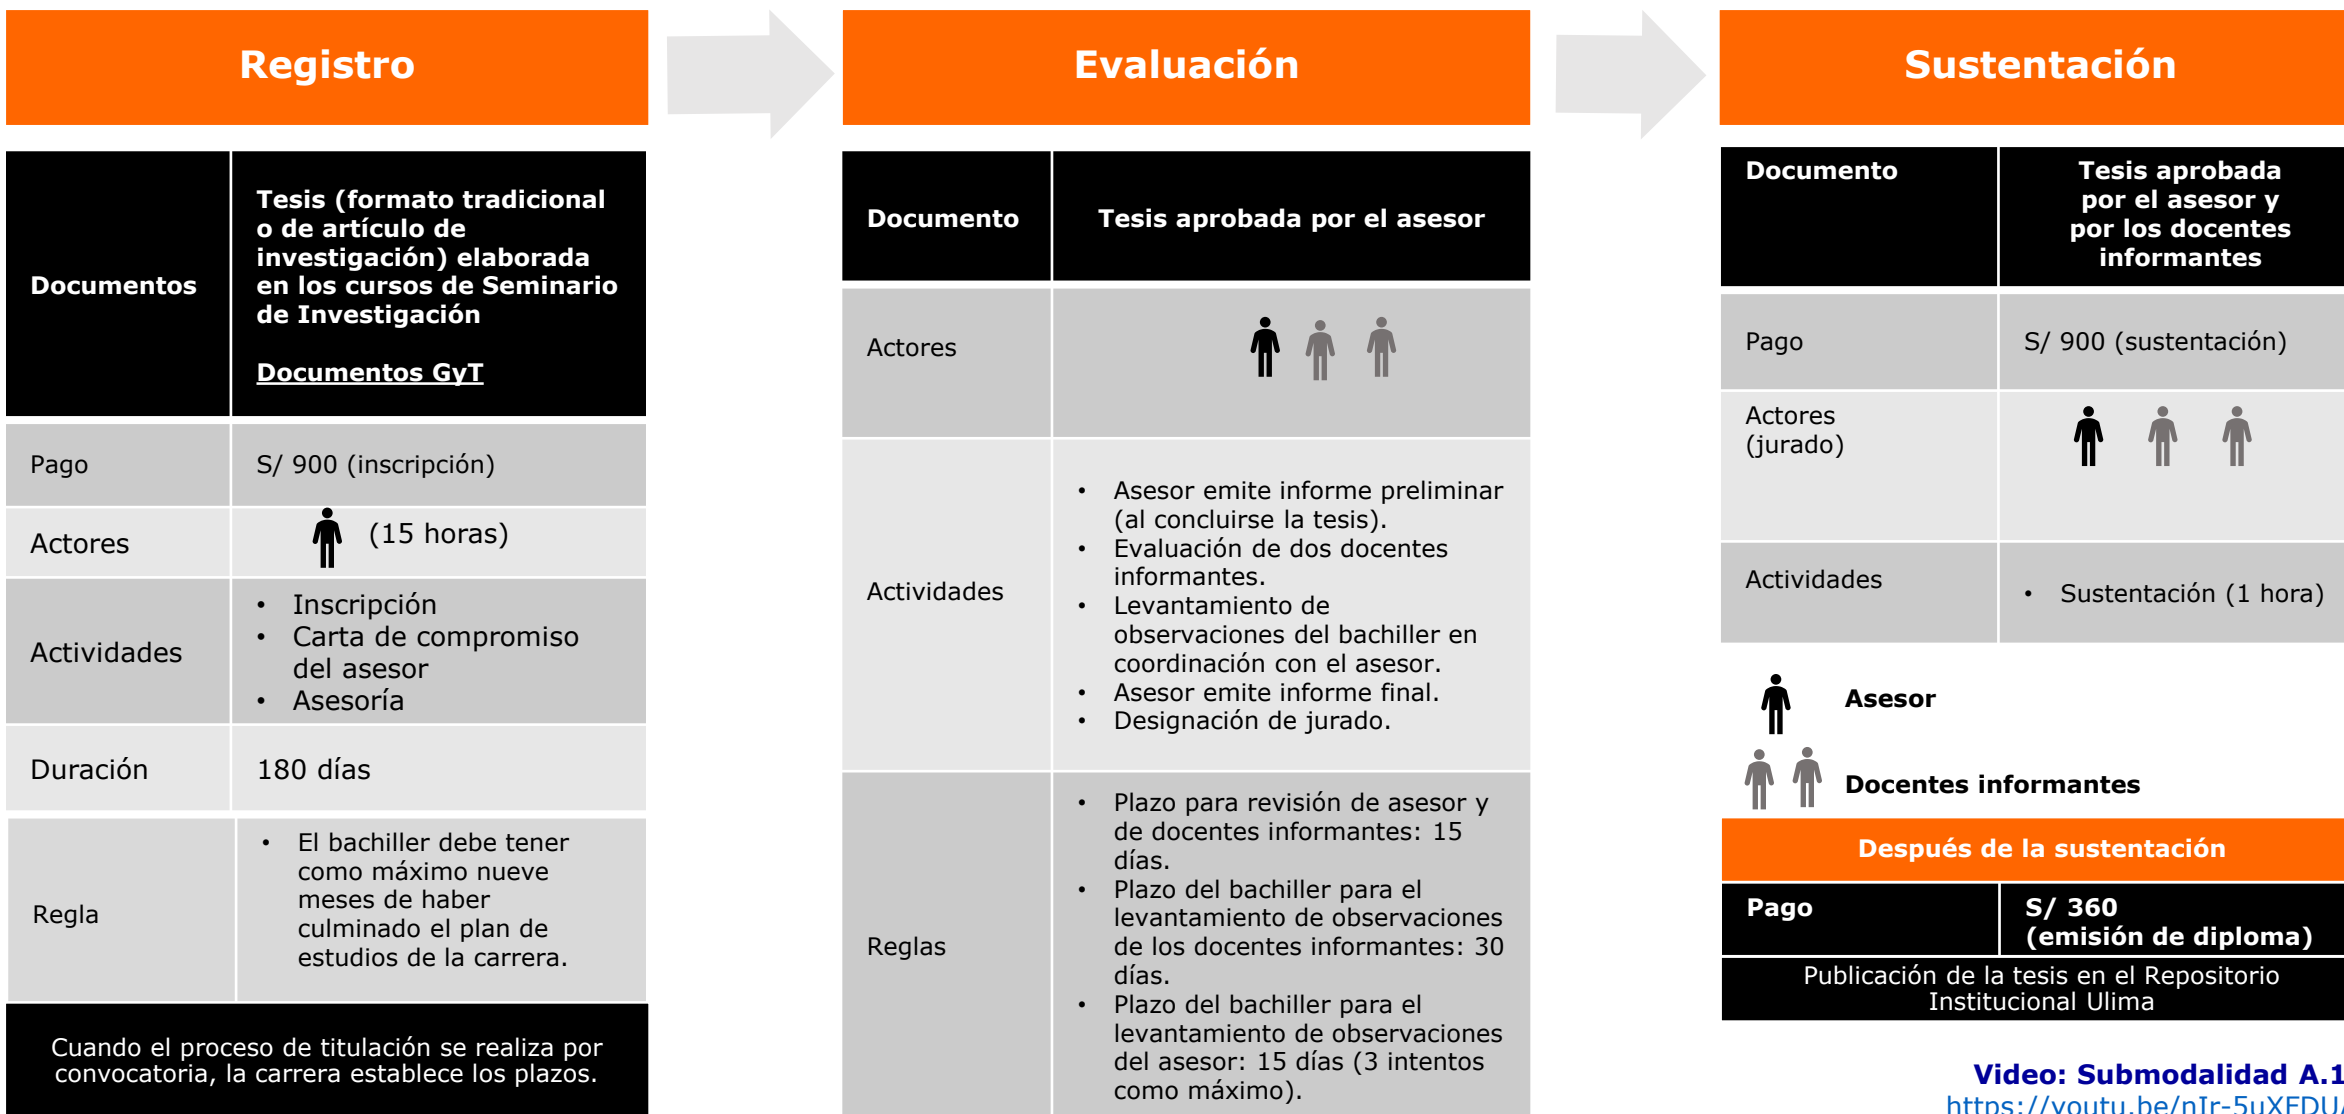 Registro
Documentos
Tesis (formato tradicional
o de artículo de
investigación) elaborada
en los cursos de Seminario
de Investigación
Documentos GyT
Pago
S/ 900 (inscripción)
Actores
(15 horas)
Actividades
• Inscripción
• Carta de compromiso
del asesor
• Asesoría
Duración
180 días
Regla
• El bachiller debe tener
como máximo nueve
meses de haber
culminado el plan de
estudios de la carrera.
Cuando el proceso de titulación se realiza por
convocatoria, la carrera establece los plazos.
Evaluación
Documento
Tesis aprobada por el asesor
Actores
Actividades
• Asesor emite informe preliminar
(al concluirse la tesis).
• Evaluación de dos docentes
informantes.
• Levantamiento de
observaciones del bachiller en
coordinación con el asesor.
• Asesor emite informe final.
• Designación de jurado.
Reglas
• Plazo para revisión de asesor y
de docentes informantes: 15
días.
• Plazo del bachiller para el
levantamiento de observaciones
de los docentes informantes: 30
días.
• Plazo del bachiller para el
levantamiento de observaciones
del asesor: 15 días (3 intentos
como máximo).
Sustentación
Documento
Tesis aprobada
por el asesor y
por los docentes
informantes
Pago
S/ 900 (sustentación)
Actores
(jurado)
Actividades
• Sustentación (1 hora)
Asesor
Docentes informantes
Después de la sustentación
Pago
S/ 360
(emisión de diploma)
Publicación de la tesis en el Repositorio
Institucional Ulima
Video: Submodalidad A.1